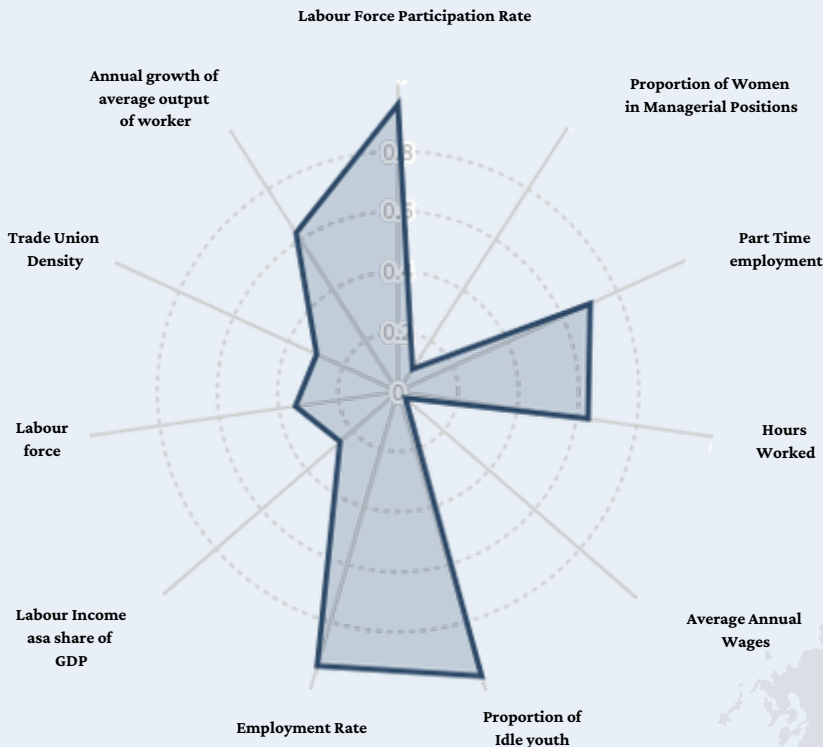 Labour Force Participation Rate
Annual growth of
average output
of worker
Proportion of Women
in Managerial Positions
0.8
0.6
Trade Union
Density
Part Time
employment
0.4
0.2
0
Labour
force
Hours
Worked
Labour Income
asa share of
GDP
Average Annual
Wages
Employment Rate
Proportion of
Idle youth